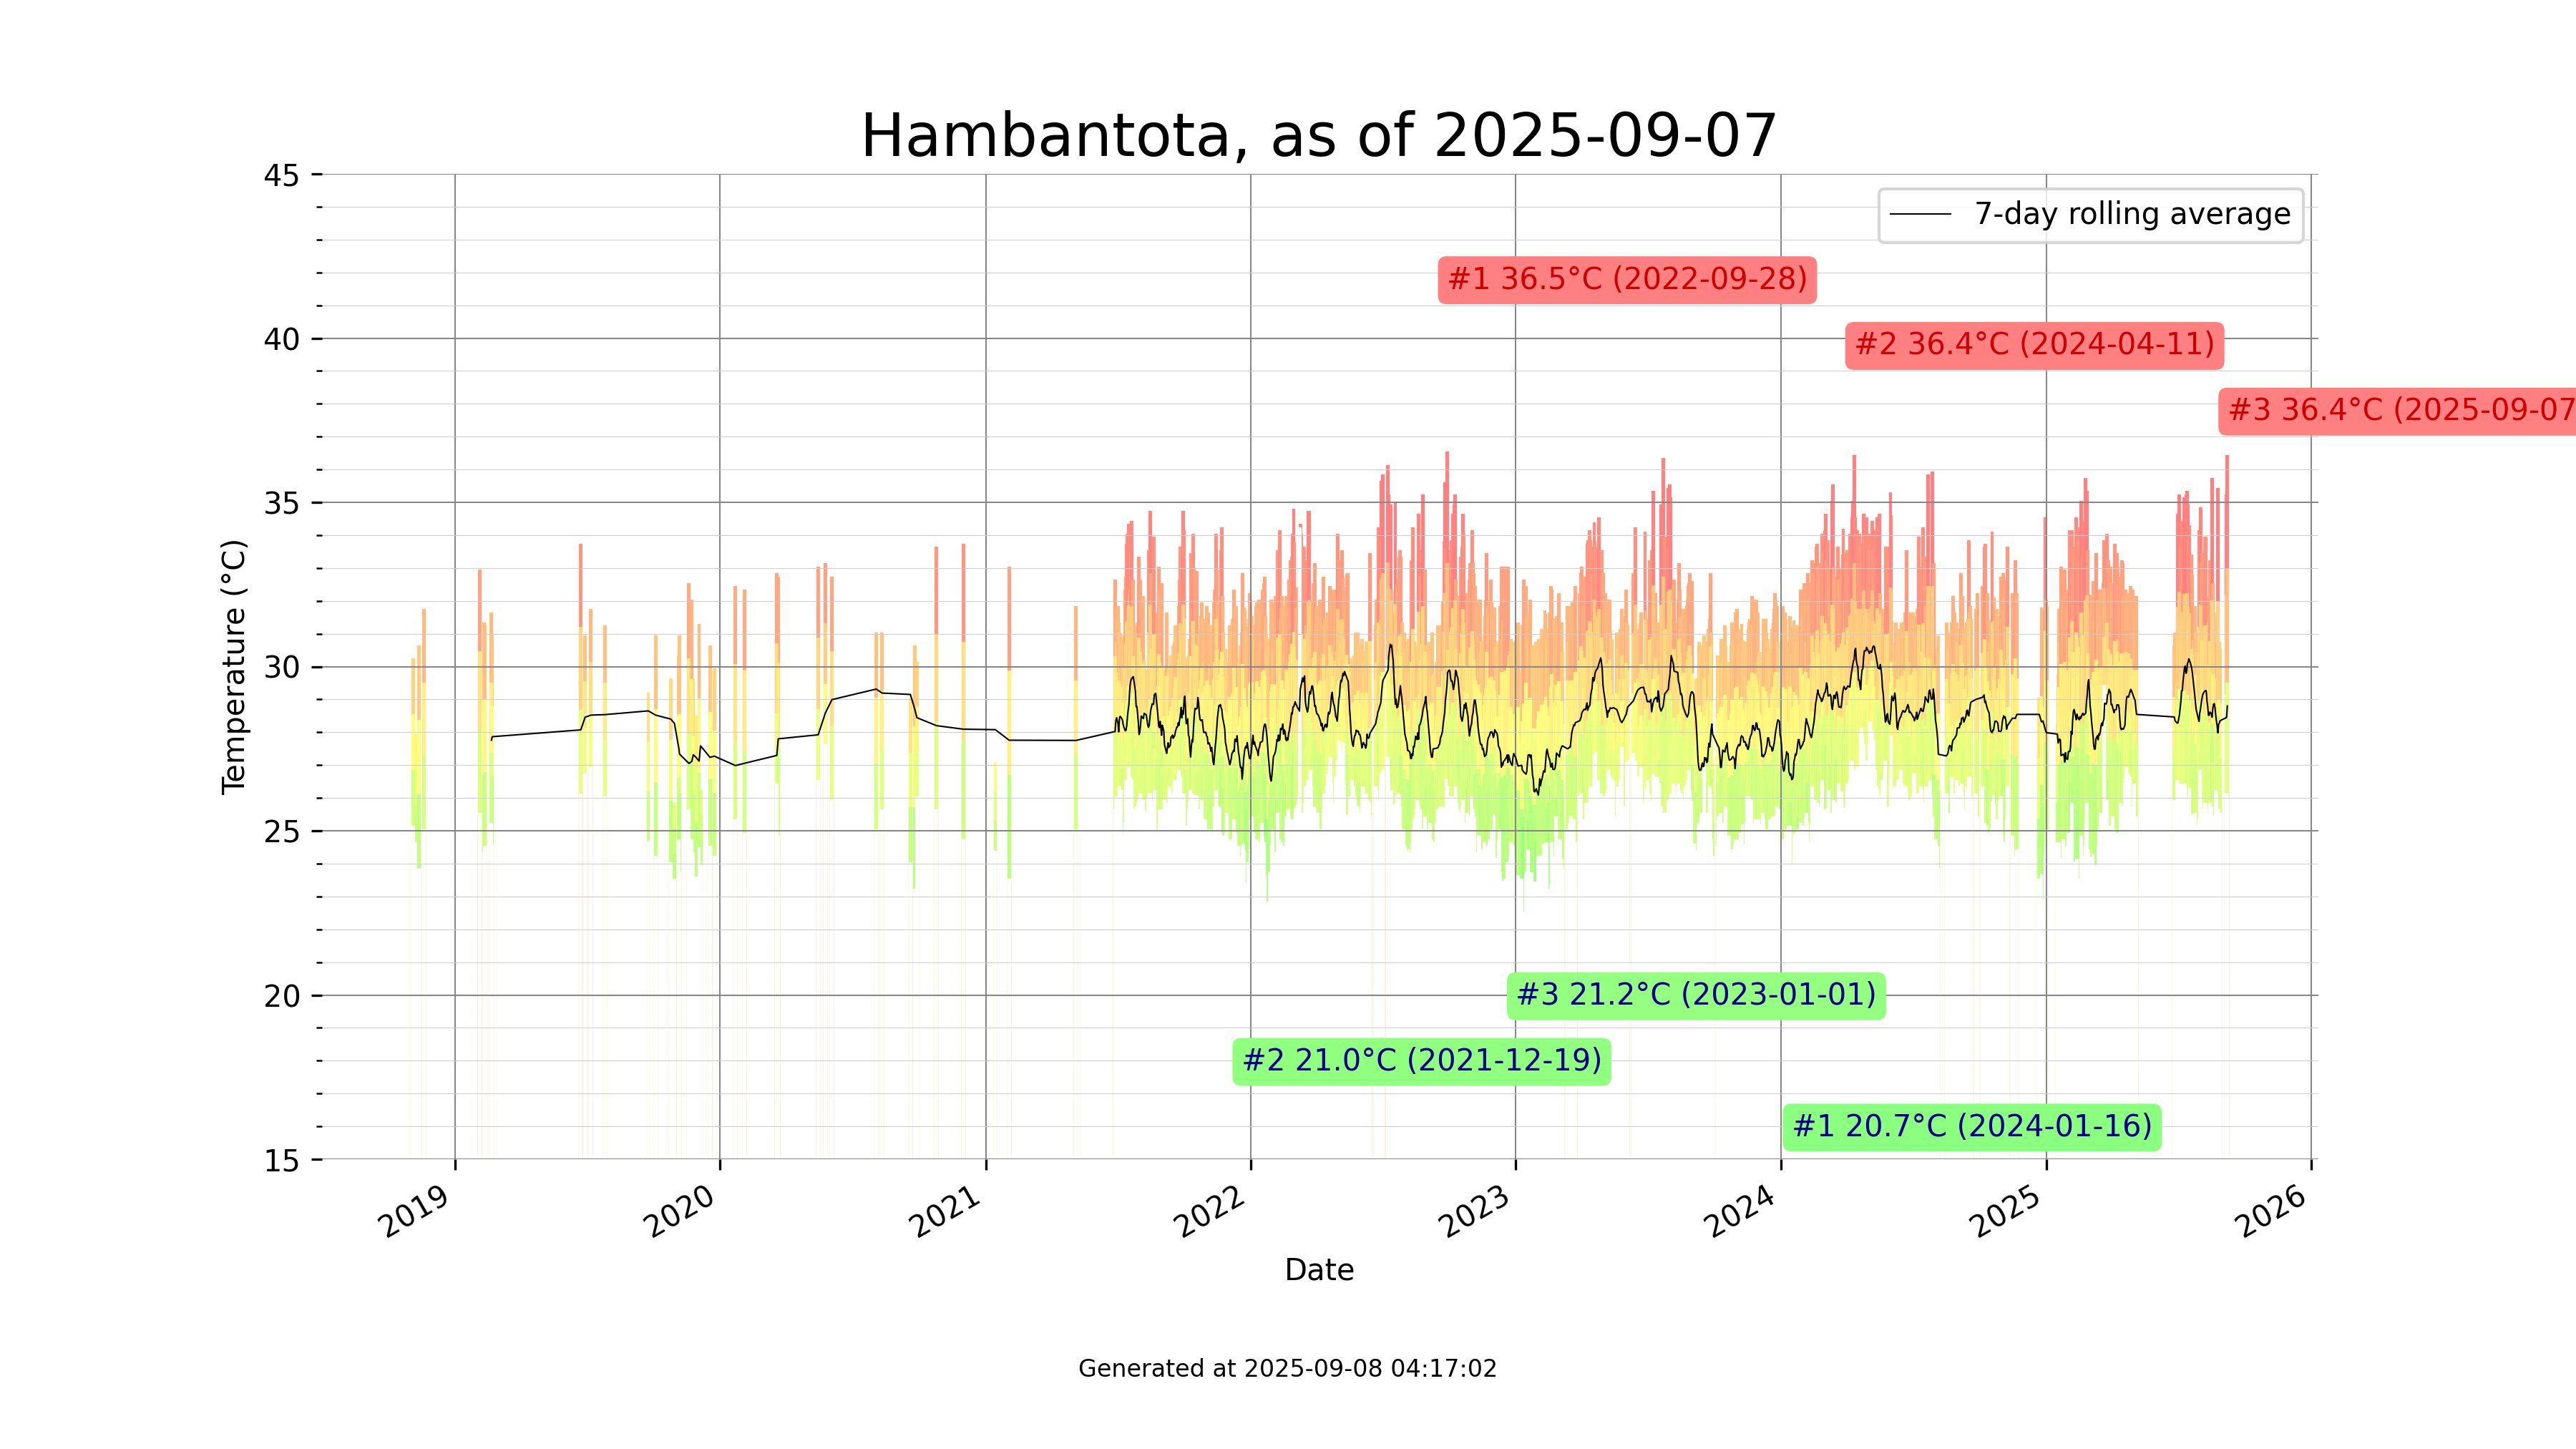 Hambantota, as of 2025-09-07
45
40
35
30
25
20
15
Temperature (°C)
7-day rolling average
#1 36.5°C (2022-09-28)
#2 36.4°C (2024-04-11)
#3 36.4°C (2025-09-07
#3 21.2°C (2023-01-01)
#2 21.0°C (2021-12-19)
#1 20.7°C (2024-01-16)
2019
2020
2021
2022
2023
2024
2025
2026
Date
Generated at 2025-09-08 04:17:02